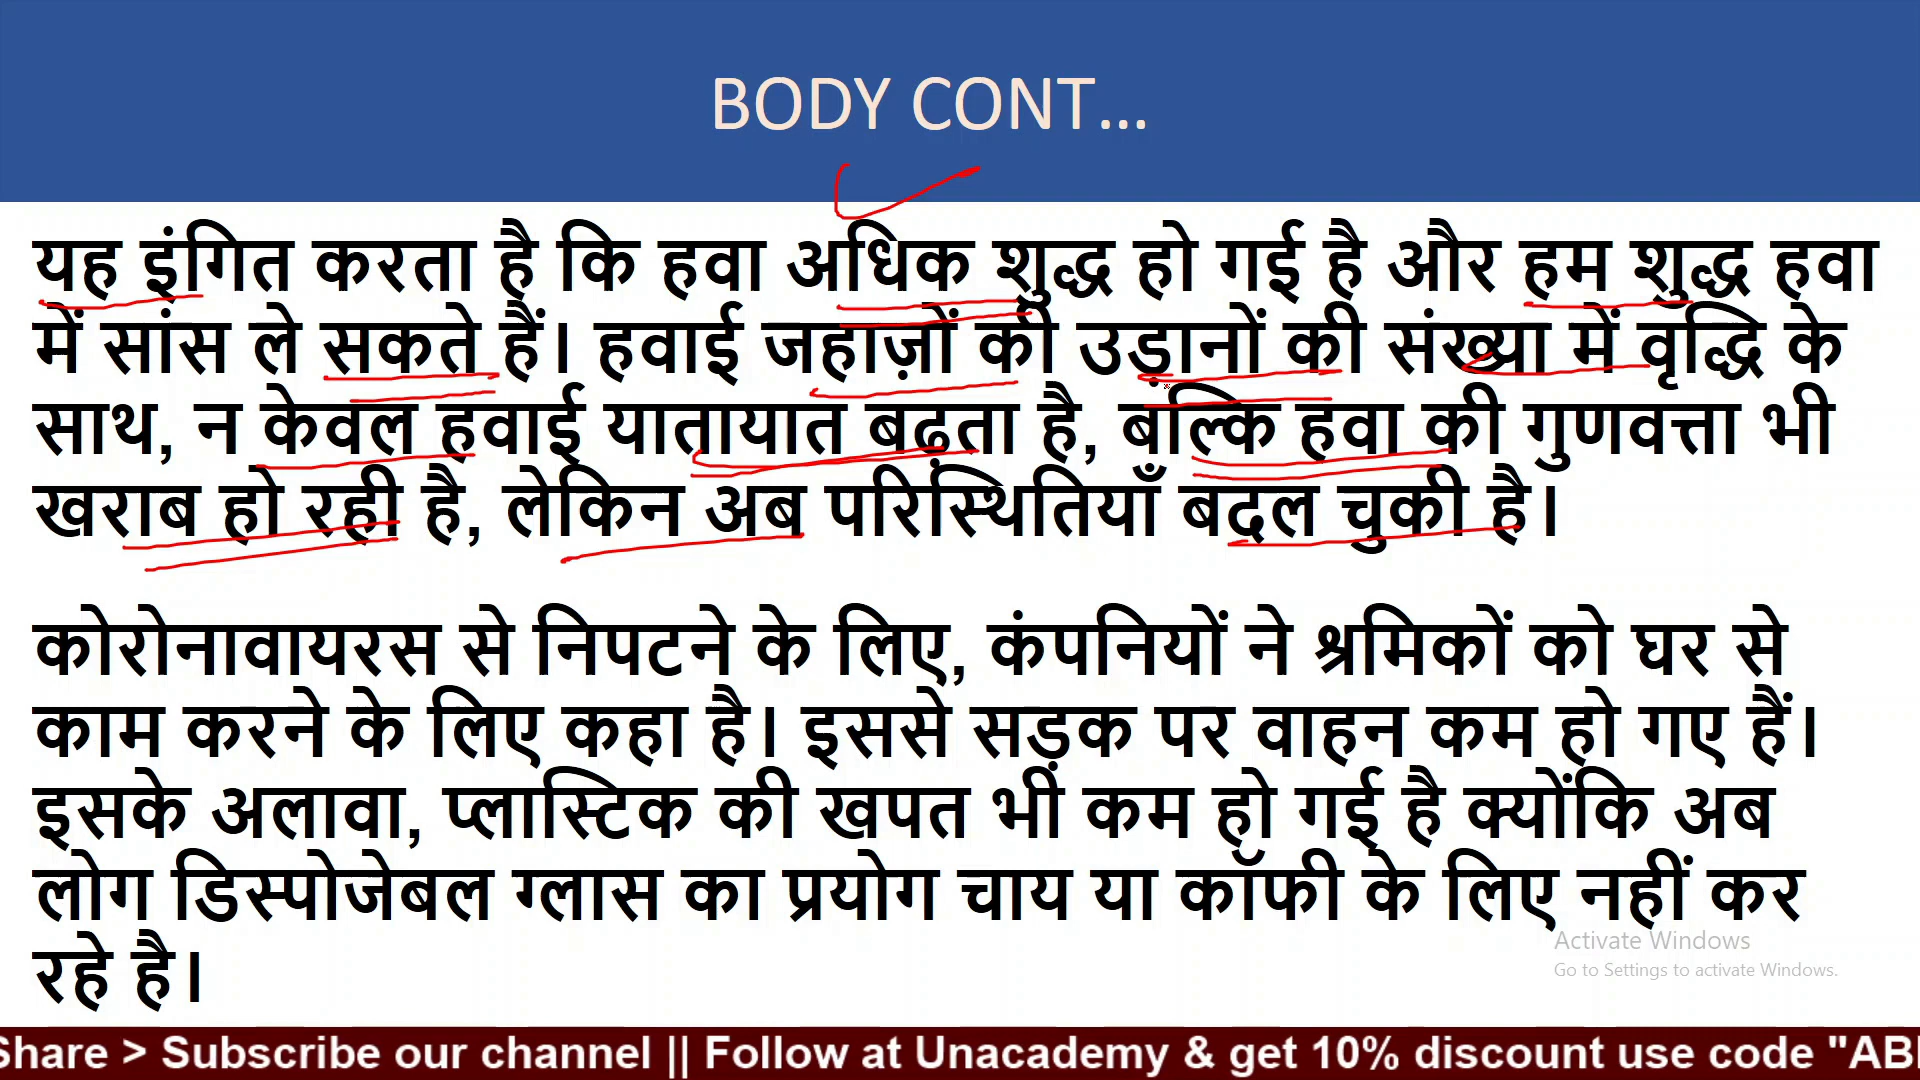 BODY CONT...
यह इंगित करता है कि हवा अधिक शुद्ध हो गई है और हम शुद्ध हवा
में सांस ले सकते हैं। हवाई जहाज़ों की उडानों की संख्या में वृद्धि के
साथ, न केवल हवाई यातायात बढ़ता है, बल्कि हवा की गुणवत्ता भी
खराब हो रही है, लेकिन अब परिस्थितियाँ बदल चुकी है।
कोरोनावायरस से निपटने के लिए, कंपनियों ने श्रमिकों को घर से
काम करने के लिए कहा है। इससे सड़क पर वाहन कम हो गए हैं।
इसके अलावा, प्लास्टिक की खपत भी कम हो गई है क्योंकि अब
लोग डिस्पोजेबल ग्लास का प्रयोग चाय या कॉफी के लिए नहीं कर
रहे है।
Activate Windows
Go to Settings to activate Windows.
Share > Subscribe our channel || Follow at Unacademy & get 10% discount use code "AB